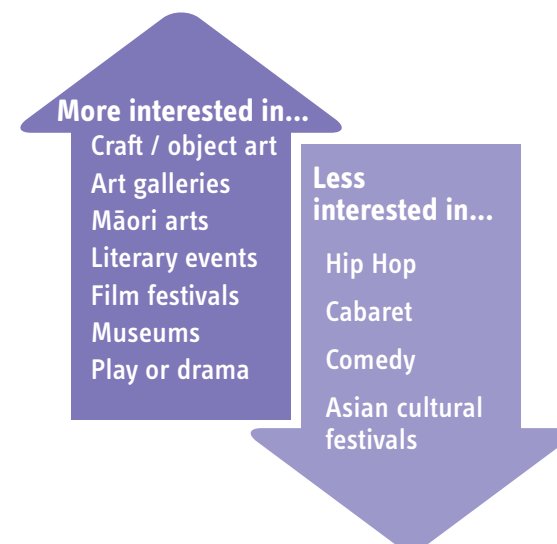 More interested in...
Craft / object art
Art galleries
Māori arts
Literary events
Film festivals
Museums
Play or drama
Less
interested in...
Hip Hop
Cabaret
Comedy
Asian cultural
festivals